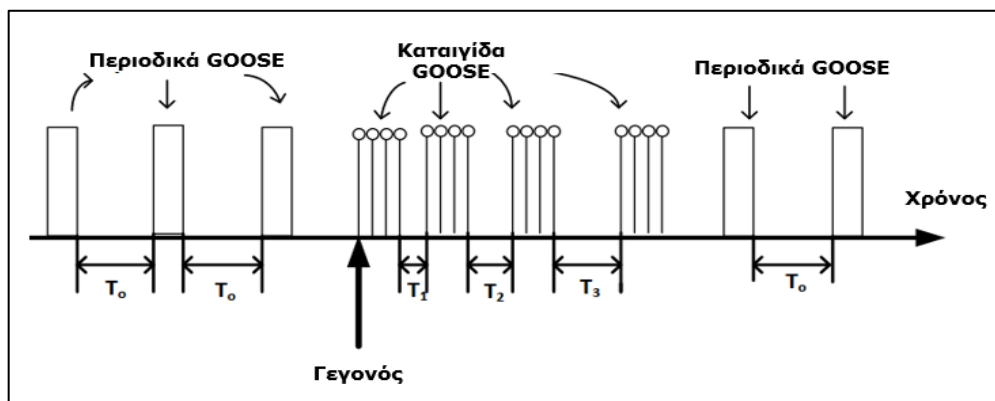 Περιοδικά GOOSE
Καταιγίδα
GOOSE
Περιοδικά GOOSE
Χρόνος
Tₒ
Tₒ
T₁
T₂
T₃
Tₒ
Γεγονός